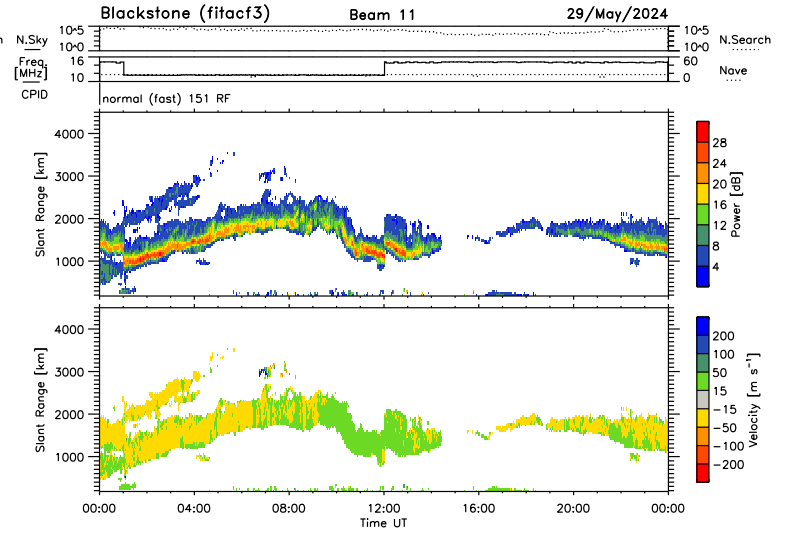 Blackstone (fitacf3) Beam 11 29/May/2024
n N.Sky 10^5 10^0 10^5 10^0 N.Search
Freq. [MHz] 16 10 60 0 Nave
CPID normal (fast) 151 RF
Slant Range [km]
4000
3000
2000
1000
28
24
20
16
12
8
4
Power [dB]
Slant Range [km]
4000
3000
2000
1000
200
100
50
15
-15
-50
-100
-200
Velocity [m s⁻¹]
00:00 04:00 08:00 12:00 16:00 20:00 00:00
Time UT